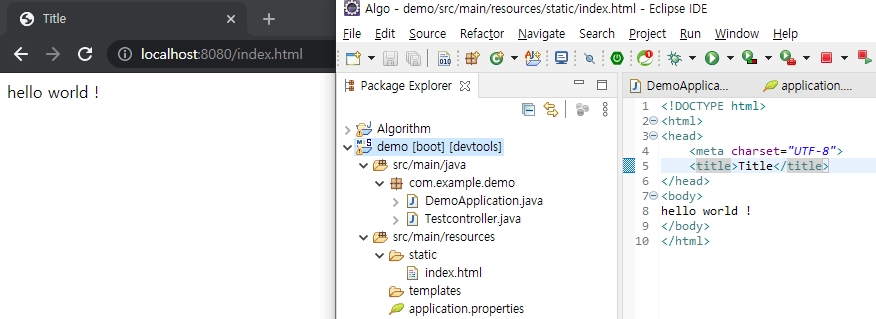 Title
localhost:8080/index.html
hello world !
Algo - demo/src/main/resources/static/index.html - Eclipse IDE
File Edit Source Refactor Navigate Search Project Run Window Help
010
Package Explorer
Algorithm
demo [boot] [devtools]
src/main/java
com.example.demo
DemoApplication.java
Testcontroller.java
src/main/resources
static
index.html
templates
application.properties
DemoApplica... application....
1 <!DOCTYPE html>
2 <html>
3 <head>
4 <meta charset="UTF-8">
5 <title>Title</title>
6 </head>
7 <body>
8 hello world !
9 </body>
10 </html>